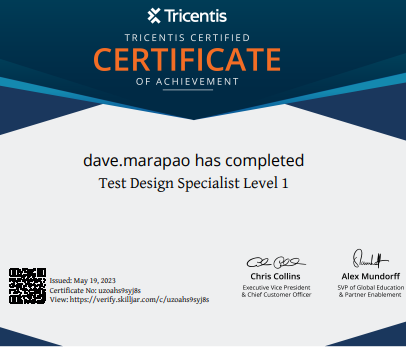 Tricentis
TRICENTIS CERTIFIED
CERTIFICATE
OF ACHIEVEMENT
dave.marapao has completed
Test Design Specialist Level 1
Issued: May 19, 2023
Certificate No: uzoahs9syj8s
View: https://verify.skilljar.com/c/uzoahs9syj8s
Chris Collins
Executive Vice President
& Chief Customer Officer
Alex Mundorff
SVP of Global Education
& Partner Enablement